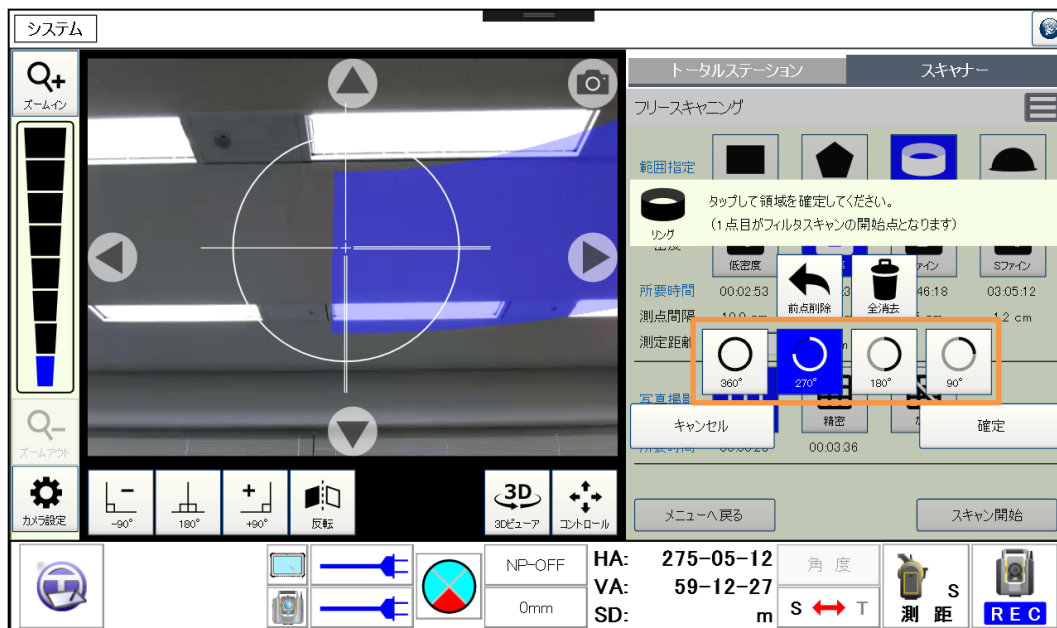 システム
ズームイン
ズームアウト
カメラ設定
-90°
180°
+90°
反転
3D
3Dビューア
コントロール
トータルステーション
スキャナー
フリースキャニング
範囲指定
リング
タップして領域を確定してください。
(1点目がフィルタスキャンの開始点となります)
低密度
Sファイン
所要時間 00:02:53 46:18 03:05:12
前点削除
全消去
測点間隔
測定距離
360°
270°
180°
90°
写真撮影
キャンセル
精密
確定
所要時間 00:03:36
メニューへ戻る
スキャン開始
NP-OFF
0mm
HA: 275-05-12
VA: 59-12-27
SD: m
角度
S T
S
測 距
REC